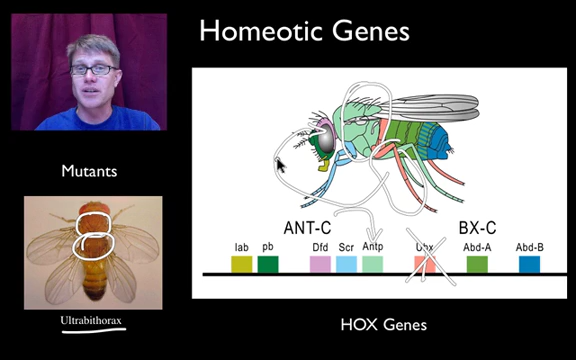 Homeotic Genes
Mutants
Ultrabithorax
ANT-C BX-C
lab pb Dfd Scr Antp Ubx Abd-A Abd-B
HOX Genes